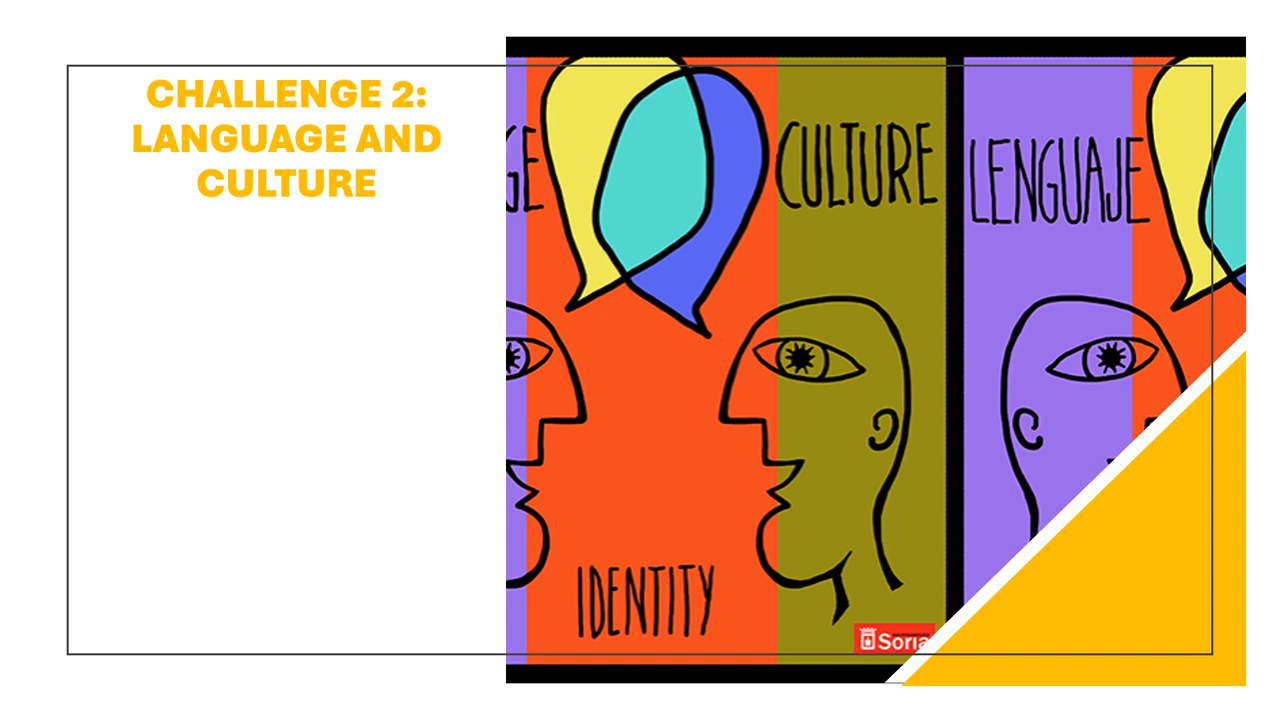 CHALLENGE 2:
LANGUAGE AND
CULTURE
GE
CULTURE
LENGUAJE
IDENTITY
Soria